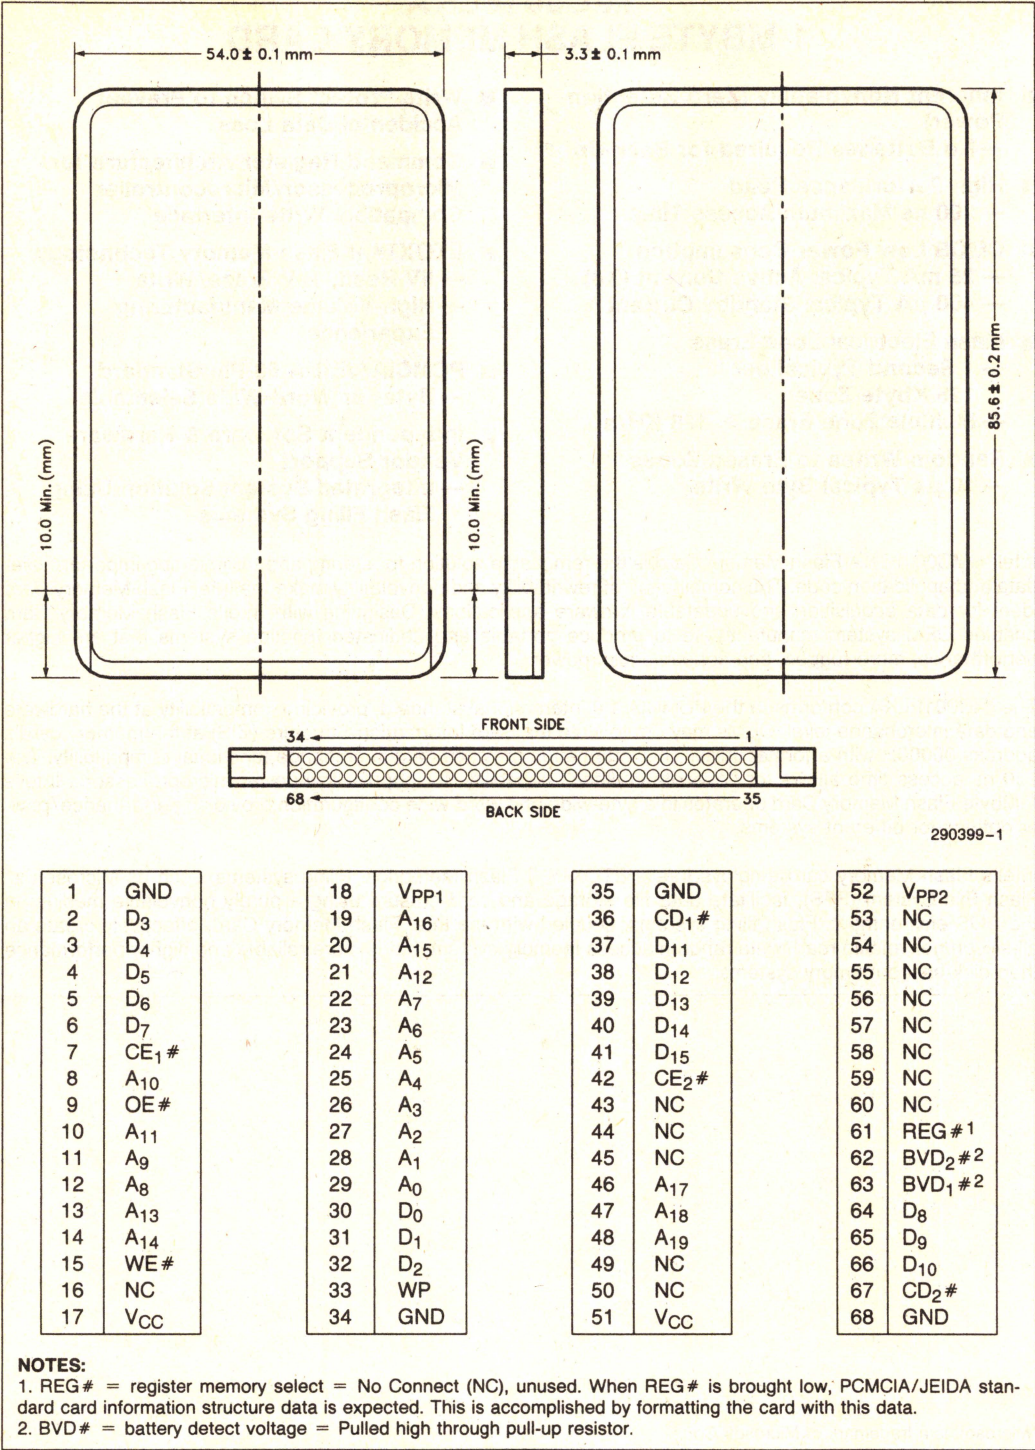 54.0 ± 0.1 mm
3.3 ± 0.1 mm
85.6 ± 0.2 mm
10.0 Min. (mm)
10.0 Min. (mm)
FRONT SIDE
34 1
68 35
BACK SIDE
290399-1
1 GND 18 VPP1 35 GND 52 VPP2
2 D3 19 A16 36 CD1# 53 NC
3 D4 20 A15 37 D11 54 NC
4 D5 21 A12 38 D12 55 NC
5 D6 22 A7 39 D13 56 NC
6 D7 23 A6 40 D14 57 NC
7 CE1# 24 A5 41 D15 58 NC
8 A10 25 A4 42 CE2# 59 NC
9 OE# 26 A3 43 NC 60 NC
10 A11 27 A2 44 NC 61 REG#1
11 A9 28 A1 45 NC 62 BVD2#2
12 A8 29 A0 46 A17 63 BVD1#2
13 A13 30 D0 47 A18 64 D8
14 A14 31 D1 48 A19 65 D9
15 WE# 32 D2 49 NC 66 D10
16 NC 33 WP 50 NC 67 CD2#
17 VCC 34 GND 51 VCC 68 GND
NOTES:
1. REG# = register memory select = No Connect (NC), unused. When REG# is brought low, PCMCIA/JEIDA stan-
dard card information structure data is expected. This is accomplished by formatting the card with this data.
2. BVD# = battery detect voltage = Pulled high through pull-up resistor.